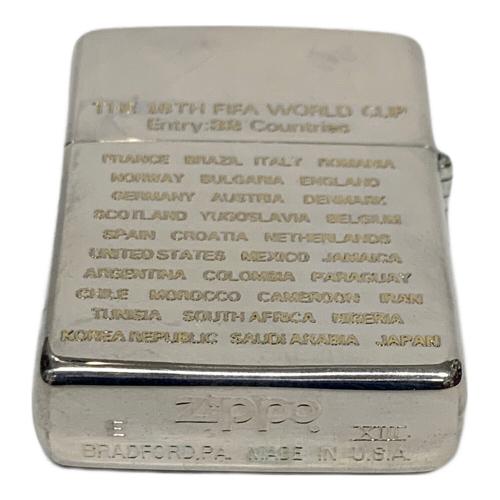 THE 16TH FIFA WORLD CUP
Entry:32 Countries
FRANCE BRAZIL ITALY ROMANIA
NORWAY BULGARIA ENGLAND
GERMANY AUSTRIA DENMARK
SCOTLAND YUGOSLAVIA BELGIUM
SPAIN CROATIA NETHERLANDS
UNITED STATES MEXICO JAMAICA
ARGENTINA COLOMBIA PARAGUAY
CHILE MOROCCO CAMEROON IRAN
TUNISIA SOUTH AFRICA NIGERIA
KOREA REPUBLIC SAUDI ARABIA JAPAN
E Zippo XIII
BRADFORD,PA. MADE IN U.S.A.